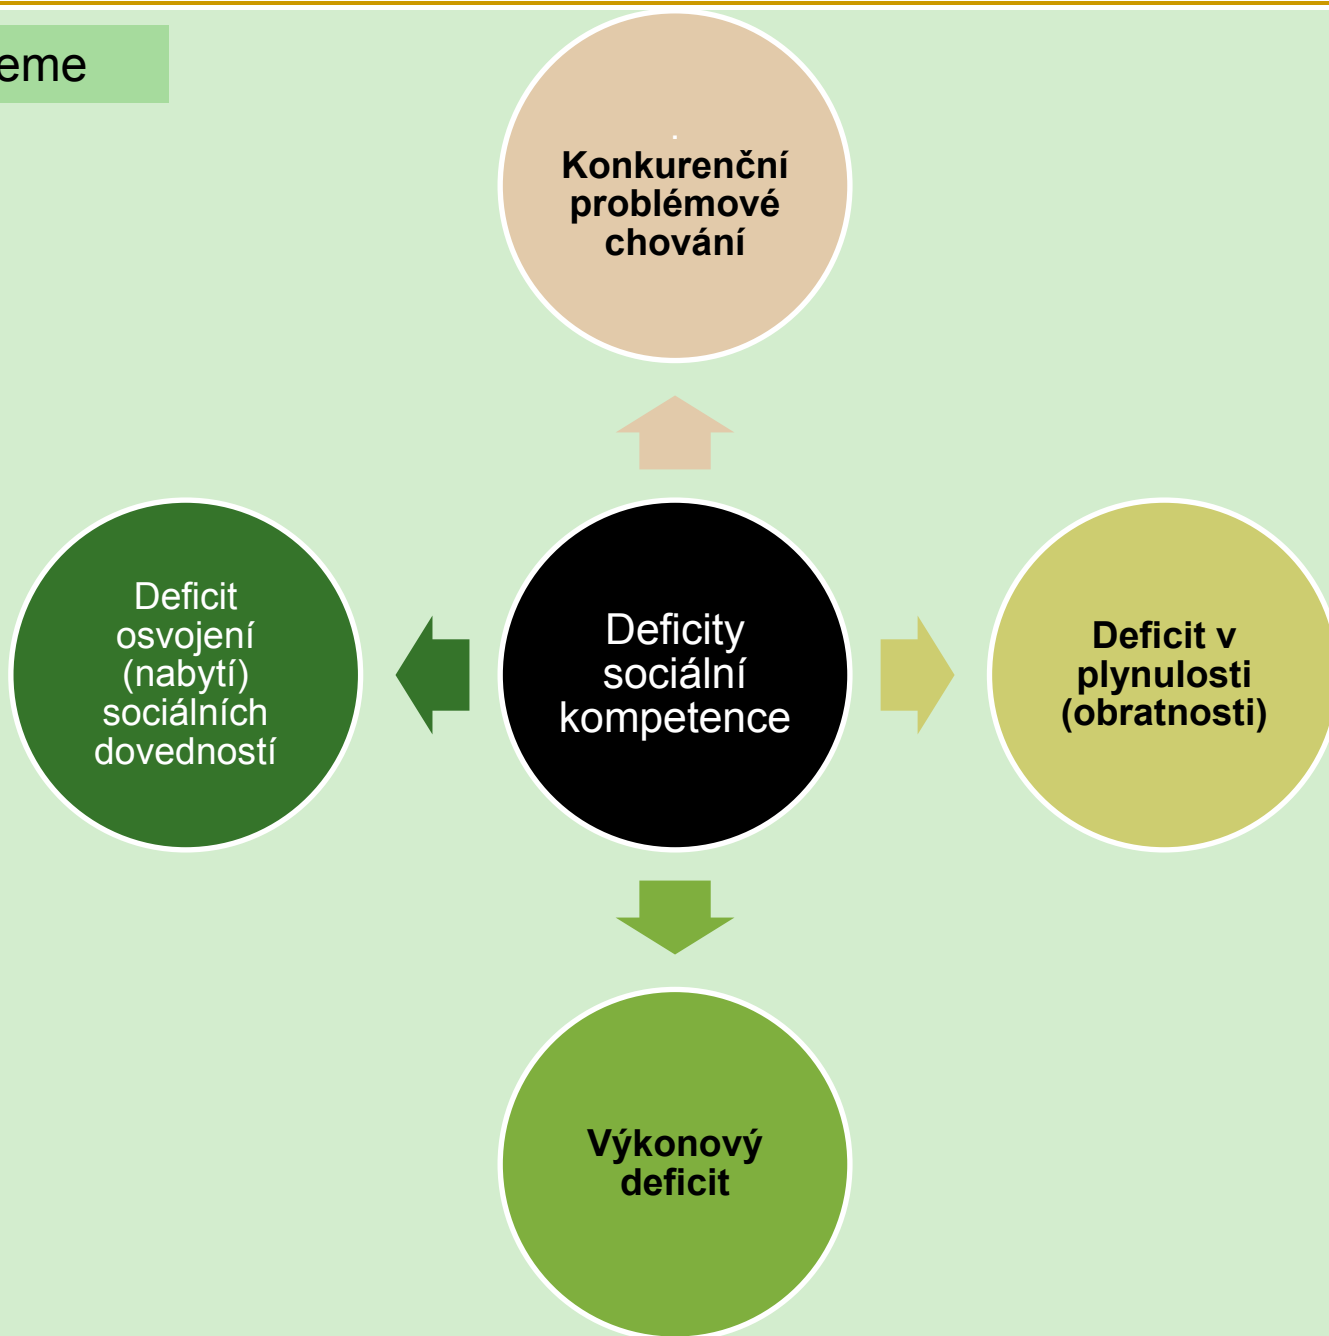 eme
Konkurenční
problémové
chování
Deficit
osvojení
(nabytí)
sociálních
dovedností
Deficity
sociální
kompetence
Deficit v
plynulosti
(obratnosti)
Výkonový
deficit